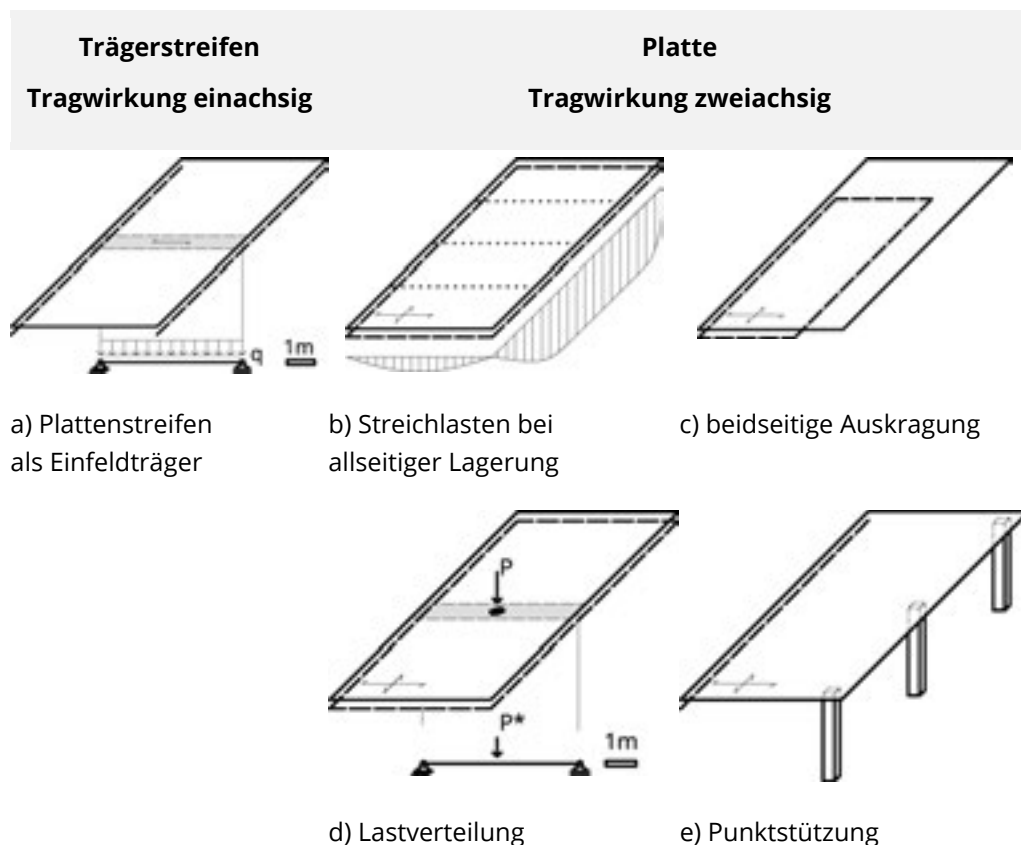 Trägerstreifen
Tragwirkung einachsig
Platte
Tragwirkung zweiachsig
q
1m
a) Plattenstreifen
als Einfeldträger
b) Streichlasten bei
allseitiger Lagerung
c) beidseitige Auskragung
P
P*
1m
d) Lastverteilung
e) Punktstützung